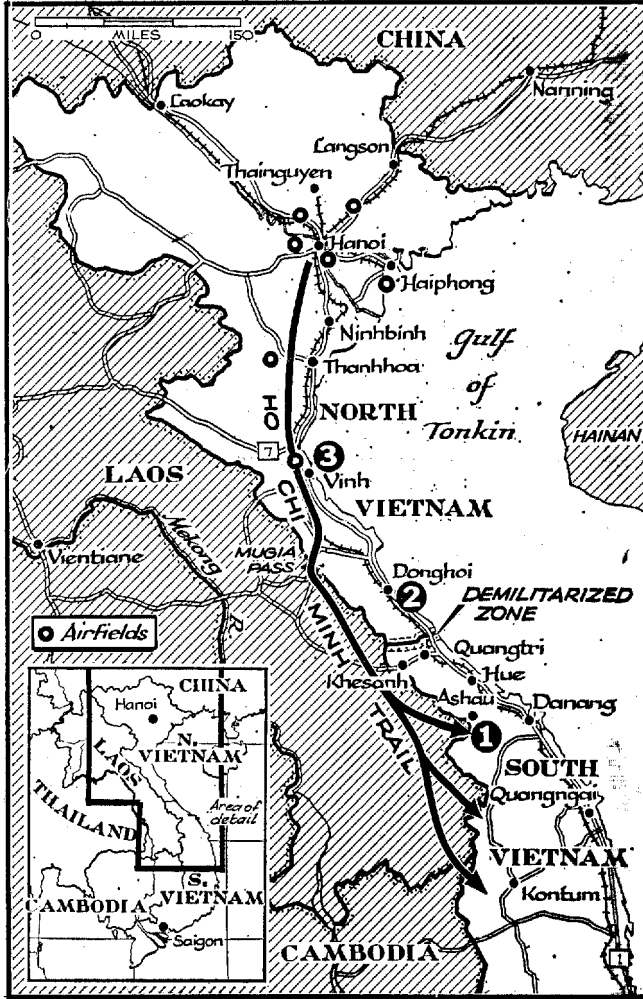 0 MILES 150
CHINA
Laokay
Nanning
Langson
Thainguyen
Hanoi
Haiphong
Ninhbinh
Gulf
of
Tonkin
Thanhhoa
HO
NORTH
HAINAN
7
3
LAOS
Vinh
CHI
VIETNAM
Mekong
R.
Vientiane
MUGIA
PASS
Donghoi
2
DEMILITARIZED
ZONE
MINH
Airfields
Quangtri
Khesanh
Hue
Ashau
Danang
TRAIL
1
SOUTH
Quangngai
VIETNAM
Kontum
CAMBODIA
1
CHINA
Hanoi
N.
VIETNAM
LAOS
THAILAND
Area of
detail
S.
VIETNAM
CAMBODIA
Saigon